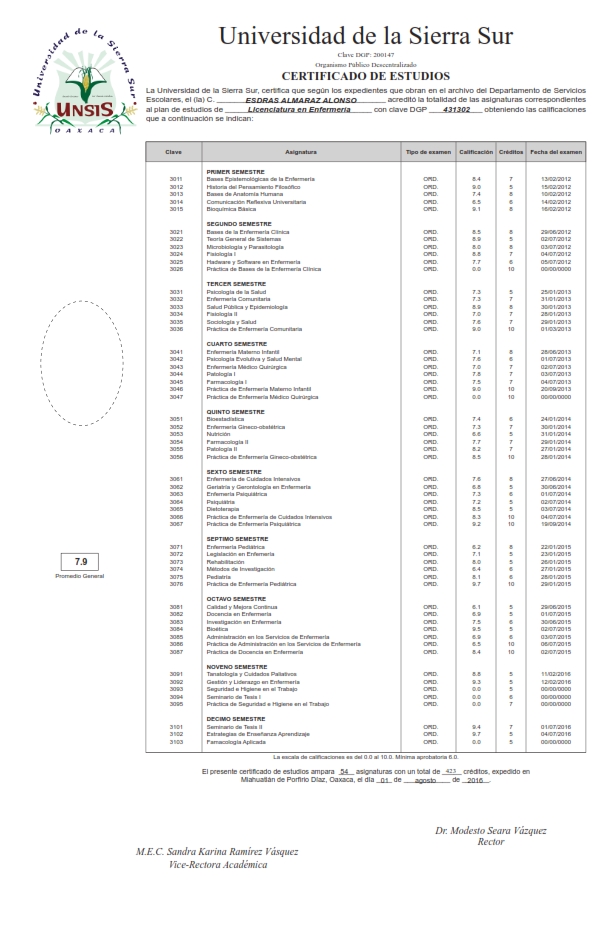 Universidad de la Sierra Sur
Universidad de la Sierra Sur
UNSIS
OAXACA
Clave DGP: 200147
Organismo Público Descentralizado
CERTIFICADO DE ESTUDIOS
La Universidad de la Sierra Sur, certifica que según los expedientes que obran en el archivo del Departamento de Servicios
Escolares, el (la) C. ESDRAS ALMARAZ ALONSO acreditó la totalidad de las asignaturas correspondientes
al plan de estudios de Licenciatura en Enfermería con clave DGP 431302 obteniendo las calificaciones
que a continuación se indican:
Clave Asignatura Tipo de examen Calificación Créditos Fecha del examen
PRIMER SEMESTRE
3011 Bases Epistemológicas de la Enfermería ORD. 8.4 7 13/02/2012
3012 Historia del Pensamiento Filosófico ORD. 9.0 5 15/02/2012
3013 Bases de Anatomía Humana ORD. 7.4 8 10/02/2012
3014 Comunicación Reflexiva Universitaria ORD. 6.5 6 14/02/2012
3015 Bioquímica Básica ORD. 9.1 8 16/02/2012
SEGUNDO SEMESTRE
3021 Bases de la Enfermería Clínica ORD. 8.5 8 29/06/2012
3022 Teoría General de Sistemas ORD. 8.9 5 02/07/2012
3023 Microbiología y Parasitología ORD. 8.0 8 03/07/2012
3024 Fisiología I ORD. 8.8 7 04/07/2012
3025 Hadware y Software en Enfermería ORD. 7.7 6 05/07/2012
3026 Práctica de Bases de la Enfermería Clínica ORD. 0.0 10 00/00/0000
TERCER SEMESTRE
3031 Psicología de la Salud ORD. 7.3 5 25/01/2013
3032 Enfermería Comunitaria ORD. 7.3 7 31/01/2013
3033 Salud Pública y Epidemiología ORD. 8.9 8 30/01/2013
3034 Fisiología II ORD. 7.0 7 28/01/2013
3035 Sociología y Salud ORD. 7.6 7 29/01/2013
3036 Práctica de Enfermería Comunitaria ORD. 9.0 10 01/03/2013
CUARTO SEMESTRE
3041 Enfermería Materno Infantil ORD. 7.1 8 28/06/2013
3042 Psicología Evolutiva y Salud Mental ORD. 7.6 6 01/07/2013
3043 Enfermería Médico Quirúrgica ORD. 7.0 7 02/07/2013
3044 Patología I ORD. 7.8 7 03/07/2013
3045 Farmacología I ORD. 7.5 7 04/07/2013
3046 Práctica de Enfermería Materno Infantil ORD. 9.0 10 20/09/2013
3047 Práctica de Enfermería Médico Quirúrgica ORD. 0.0 10 00/00/0000
QUINTO SEMESTRE
3051 Bioestadística ORD. 7.4 6 24/01/2014
3052 Enfermería Gineco-obstétrica ORD. 7.3 7 30/01/2014
3053 Nutrición ORD. 6.6 5 31/01/2014
3054 Farmacología II ORD. 7.7 7 29/01/2014
3055 Patología II ORD. 8.2 7 27/01/2014
3056 Práctica de Enfermería Gineco-obstétrica ORD. 8.5 10 28/01/2014
SEXTO SEMESTRE
3061 Enfermería de Cuidados Intensivos ORD. 7.6 8 27/06/2014
3062 Geriatría y Gerontología en Enfermería ORD. 6.8 5 30/06/2014
3063 Enfemería Psiquiátrica ORD. 7.3 6 01/07/2014
3064 Psiquiatría ORD. 7.2 5 02/07/2014
3065 Dietoterapia ORD. 8.5 5 03/07/2014
3066 Práctica de Enfermería de Cuidados Intensivos ORD. 8.3 10 04/07/2014
3067 Práctica de Enfermería Psiquiátrica ORD. 9.2 10 19/09/2014
SEPTIMO SEMESTRE
3071 Enfermería Pediátrica ORD. 6.2 8 22/01/2015
3072 Legislación en Enfermería ORD. 7.1 5 23/01/2015
3073 Rehabilitación ORD. 8.0 5 26/01/2015
3074 Métodos de Investigación ORD. 6.4 6 27/01/2015
3075 Pediatría ORD. 8.1 6 28/01/2015
3076 Práctica de Enfermería Pediátrica ORD. 9.7 10 29/01/2015
7.9
Promedio General
OCTAVO SEMESTRE
3081 Calidad y Mejora Continua ORD. 6.1 5 29/06/2015
3082 Docencia en Enfermería ORD. 6.9 5 01/07/2015
3083 Investigación en Enfermería ORD. 7.5 6 30/06/2015
3084 Bioética ORD. 9.5 5 02/07/2015
3085 Administración en los Servicios de Enfermería ORD. 6.9 6 03/07/2015
3086 Práctica de Administración en los Servicios de Enfermería ORD. 6.5 10 06/07/2015
3087 Práctica de Docencia en Enfermería ORD. 8.4 10 02/07/2015
NOVENO SEMESTRE
3091 Tanatología y Cuidados Paliativos ORD. 8.8 5 11/02/2016
3092 Gestión y Liderazgo en Enfermería ORD. 9.3 5 12/02/2016
3093 Seguridad e Higiene en el Trabajo ORD. 0.0 5 00/00/0000
3094 Seminario de Tesis I ORD. 0.0 6 00/00/0000
3095 Práctica de Seguridad e Higiene en el Trabajo ORD. 0.0 7 00/00/0000
DECIMO SEMESTRE
3101 Seminario de Tesis II ORD. 9.4 7 01/07/2016
3102 Estrategias de Enseñanza Aprendizaje ORD. 9.7 5 04/07/2016
3103 Famacología Aplicada ORD. 0.0 5 00/00/0000
La escala de calificaciones es del 0.0 al 10.0. Mínima aprobatoria 6.0.
El presente certificado de estudios ampara 54 asignaturas con un total de 423 créditos, expedido en
Miahuatlán de Porfirio Díaz, Oaxaca, el día 01 de agosto de 2016.
Dr. Modesto Seara Vázquez
Rector
M.E.C. Sandra Karina Ramírez Vásquez
Vice-Rectora Académica